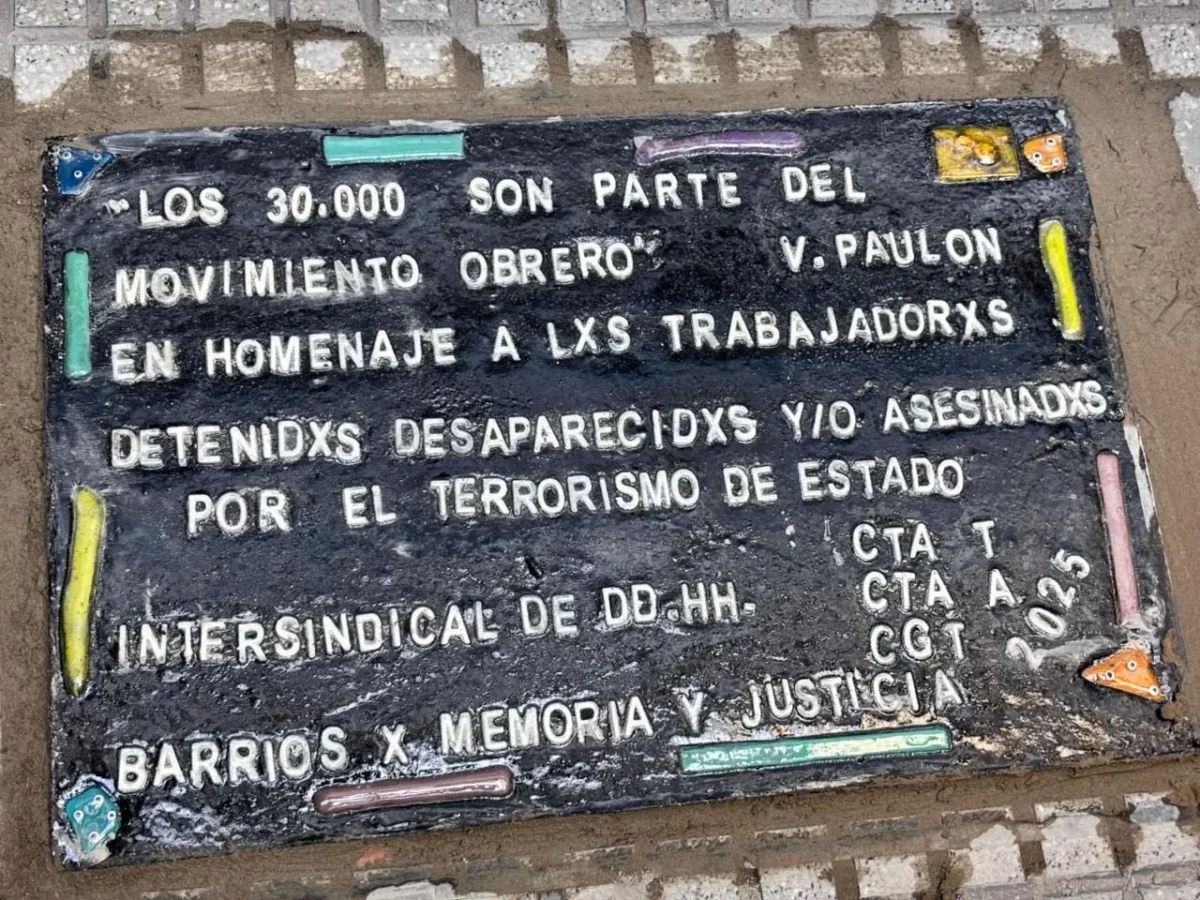 "LOS 30.000 SON PARTE DEL
MOVIMIENTO OBRERO" V. PAULON
EN HOMENAJE A LXS TRABAJADORXS
DETENIDXS DESAPARECIDXS Y/O ASESINADXS
POR EL TERRORISMO DE ESTADO
CTA T
CTA A
INTERSINDICAL DE DD.HH.
CGT
2025
BARRIOS X MEMORIA Y JUSTICIA